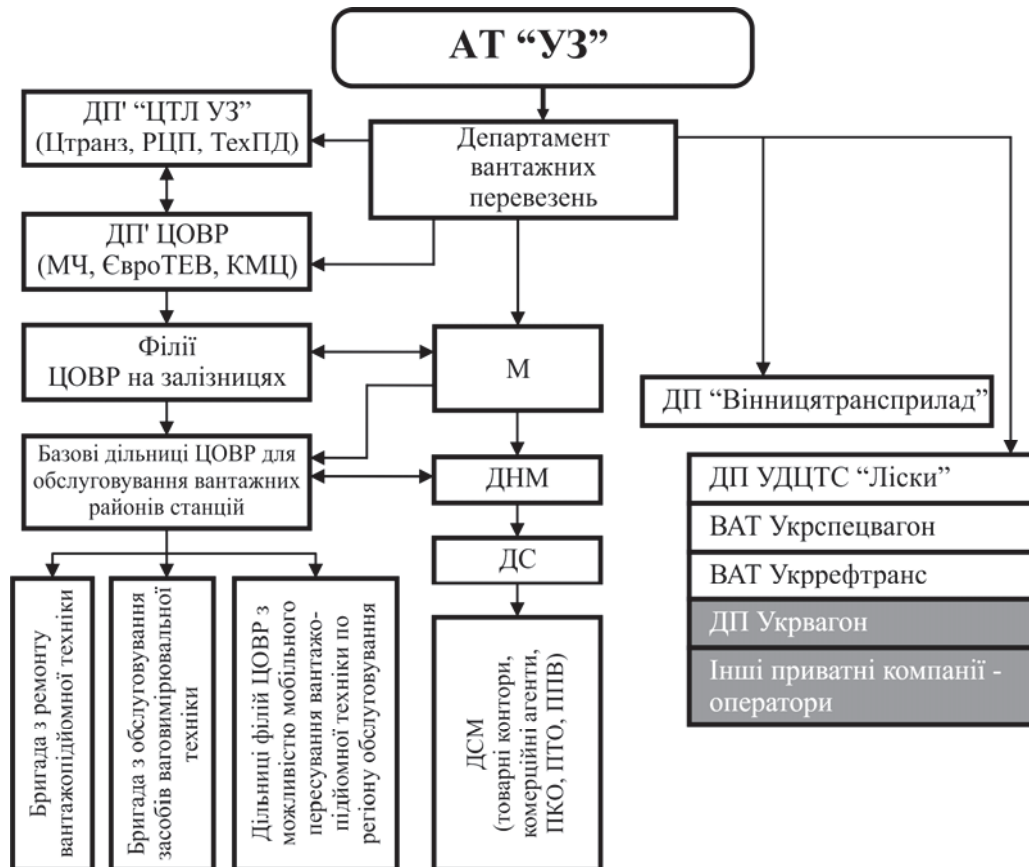 АТ “УЗ”
ДП' “ЦТЛ УЗ”
(Цтранз, РЦП, ТехПД)
Департамент
вантажних
перевезень
ДП' ЦОВР
(МЧ, ЄвроТЕВ, КМЦ)
Філії
ЦОВР на залізницях
М
ДП “Вінницятрансприлад”
Базові дільниці ЦОВР для
обслуговування вантажних
районів станцій
ДНМ
ДС
ДП УДЦТС “Ліски”
ВАТ Укрспецвагон
ВАТ Укррефтранс
ДП Укрвагон
Інші приватні компанії -
оператори
Бригада з ремонту
вантажопідйомної техніки
Бригада з обслуговування
засобів ваговимірювальної
техніки
Дільниці філій ЦОВР з
можливістю мобільного
пересування вантажо-
підйомної техніки по
регіону обслуговування
ДСМ
(товарні контори,
комерційні агенти,
ПКО, ПТО, ППВ)